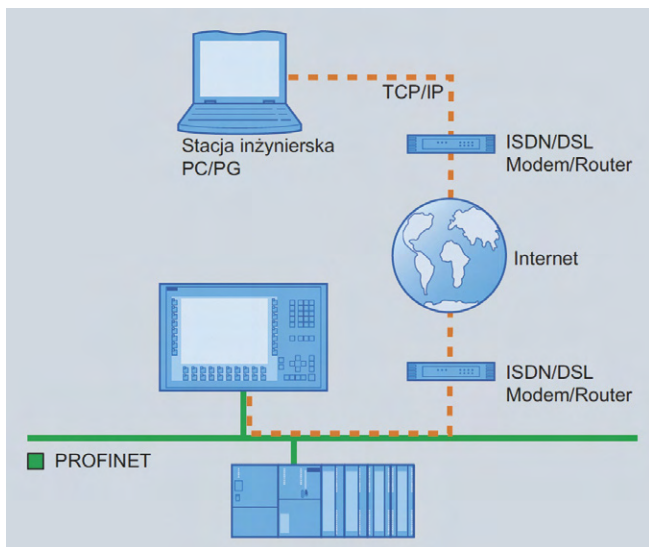 TCP/IP
Stacja inżynierska
PC/PG
ISDN/DSL
Modem/Router
Internet
ISDN/DSL
Modem/Router
PROFINET